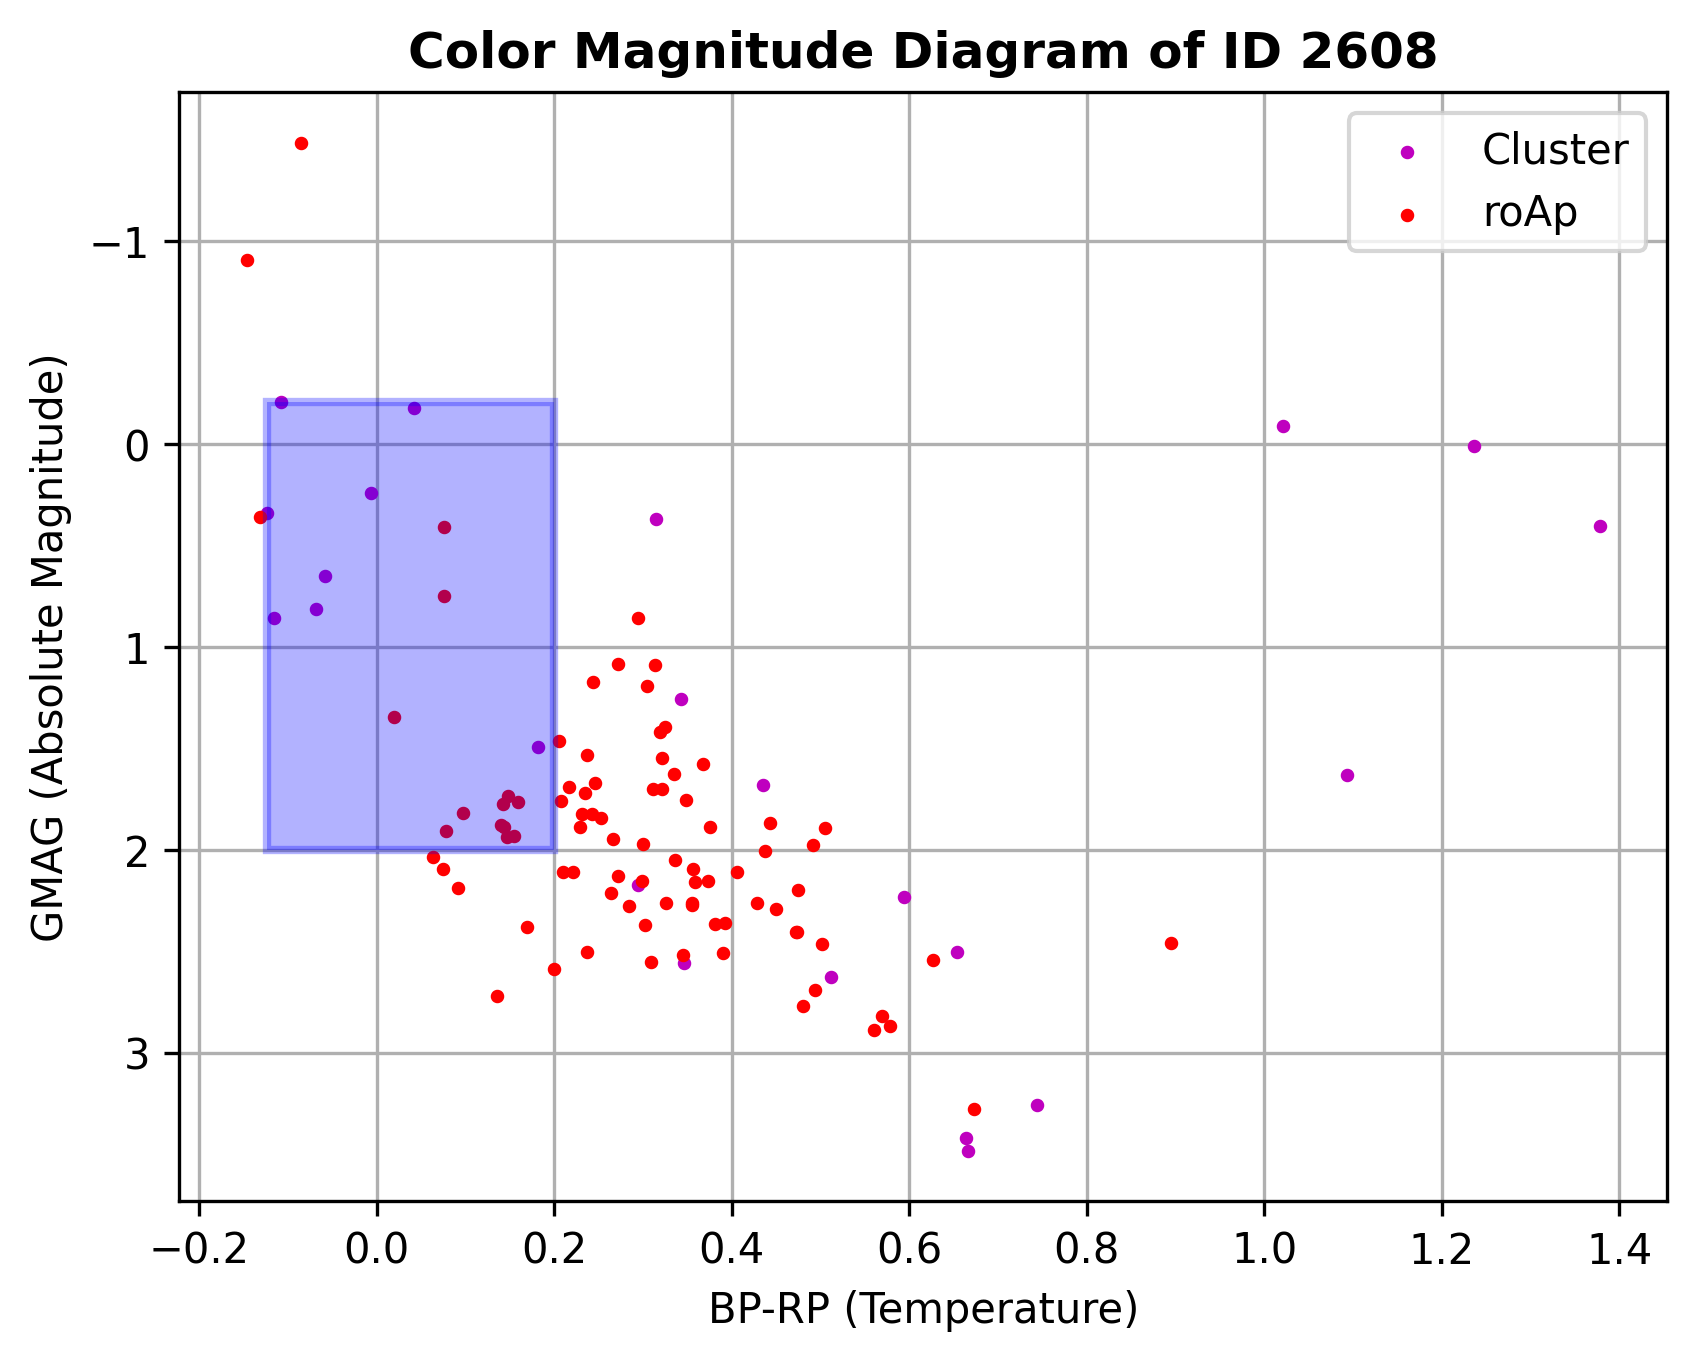 Color Magnitude Diagram of ID 2608
Cluster
roAp
GMAG (Absolute Magnitude)
−1
0
1
2
3
−0.2 0.0 0.2 0.4 0.6 0.8 1.0 1.2 1.4
BP-RP (Temperature)